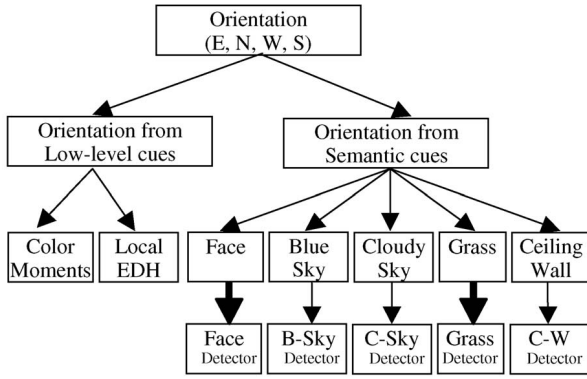 Orientation
(E, N, W, S)
Orientation from
Low-level cues
Orientation from
Semantic cues
Color
Moments
Local
EDH
Face
Blue
Sky
Cloudy
Sky
Grass
Ceiling
Wall
Face
Detector
B-Sky
Detector
C-Sky
Detector
Grass
Detector
C-W
Detector